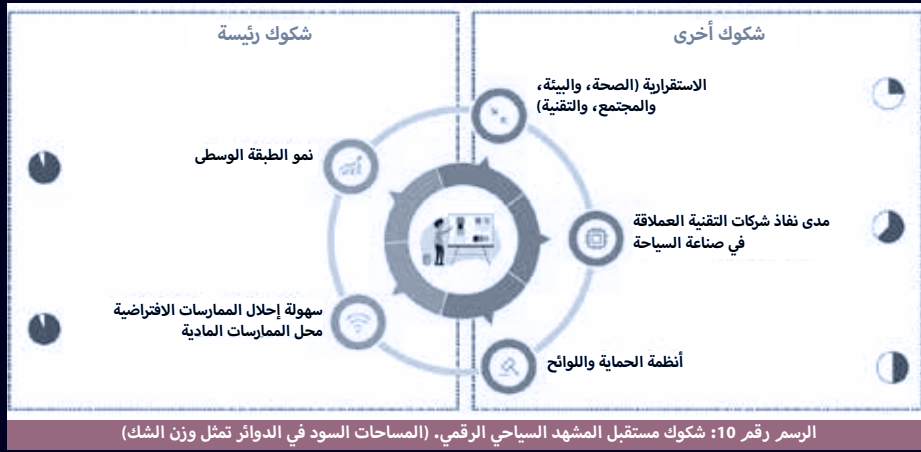 شكوك أخرى
الاستقرارية (الصحة، والبيئة،
والمجتمع، والتقنية)
مدى نفاذ شركات التقنية العملاقة
في صناعة السياحة
أنظمة الحماية واللوائح
شكوك رئيسة
نمو الطبقة الوسطى
سهولة إحلال الممارسات الافتراضية
محل الممارسات المادية
الرسم رقم 10: شكوك مستقبل المشهد السياحي الرقمي. (المساحات السود في الدوائر تمثل وزن الشك)